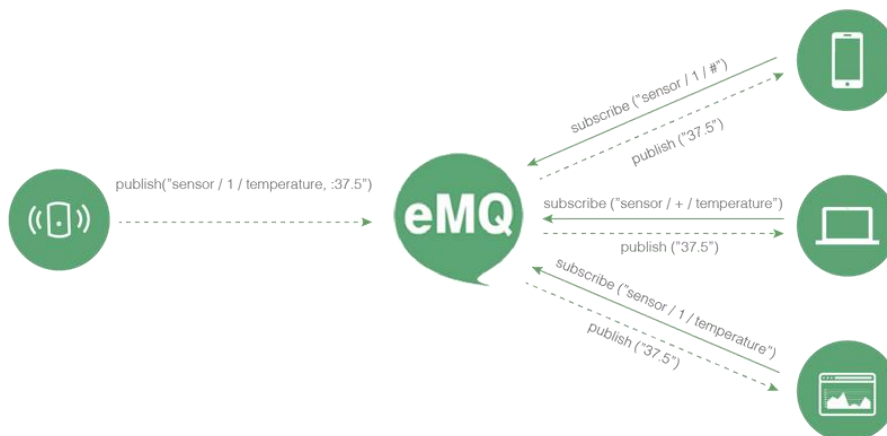 subscribe ("sensor / 1 / #")
publish ("37.5")
publish("sensor / 1 / temperature, :37.5")
eMQ
subscribe ("sensor / + / temperature")
publish ("37.5")
subscribe ("sensor / 1 / temperature")
publish ("37.5")